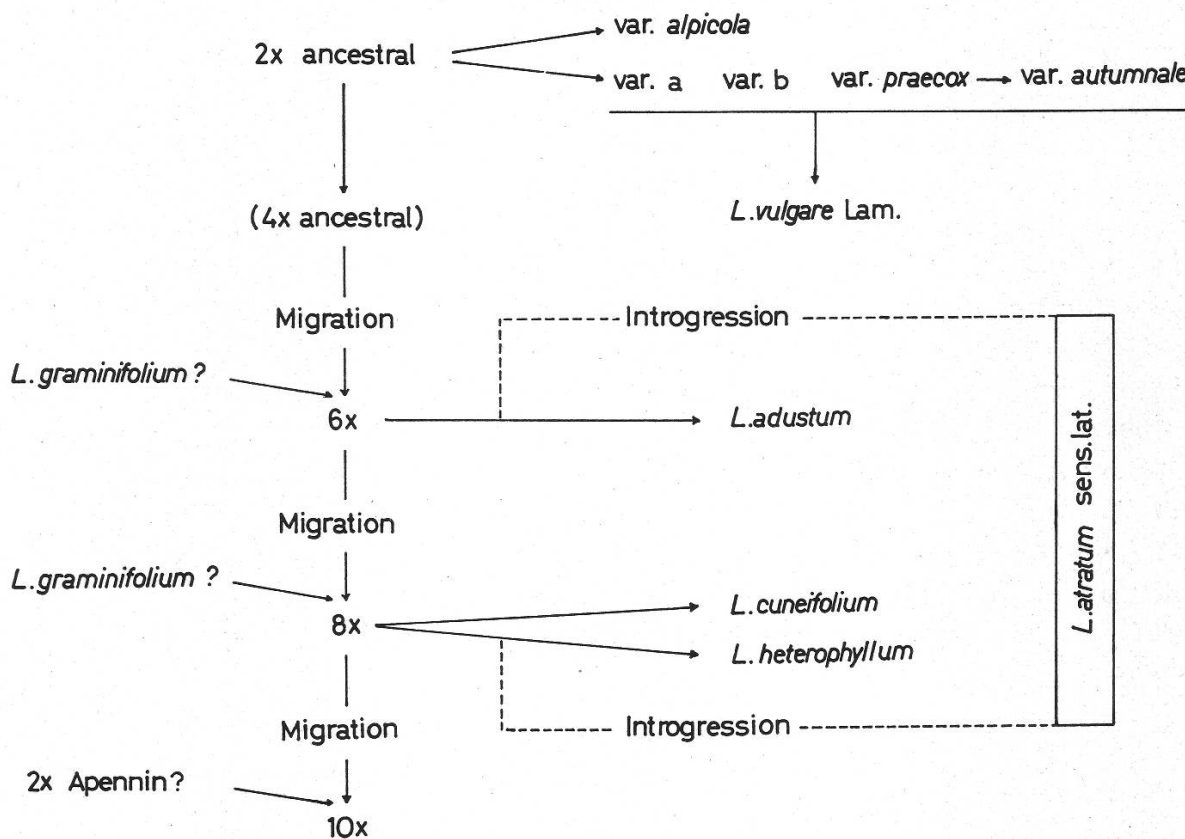 var. alpicola
2x ancestral
var. a var. b var. praecox var. autumnale
(4x ancestral)
L.vulgare Lam.
Migration
Introgression
L.graminifolium ?
6x
L.adustum
L.atratum sens.lat.
Migration
L.graminifolium ?
8x
L.cuneifolium
L.heterophyllum
Migration
Introgression
2x Apennin?
10x